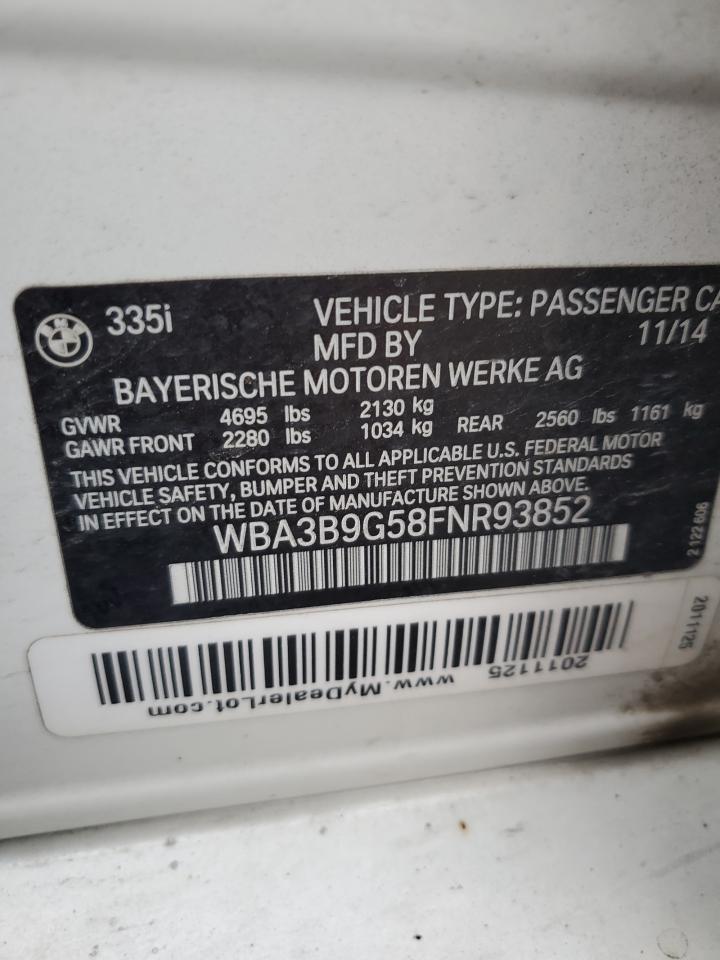 335i VEHICLE TYPE: PASSENGER CA
MFD BY 11/14
BAYERISCHE MOTOREN WERKE AG
GVWR 4695 lbs 2130 kg
GAWR FRONT 2280 lbs 1034 kg REAR 2560 lbs 1161 kg
THIS VEHICLE CONFORMS TO ALL APPLICABLE U.S. FEDERAL MOTOR
VEHICLE SAFETY, BUMPER AND THEFT PREVENTION STANDARDS
IN EFFECT ON THE DATE OF MANUFACTURE SHOWN ABOVE.
WBA3B9G58FNR93852
2 122 606
2011125
2011125
www.MyDealerLot.com